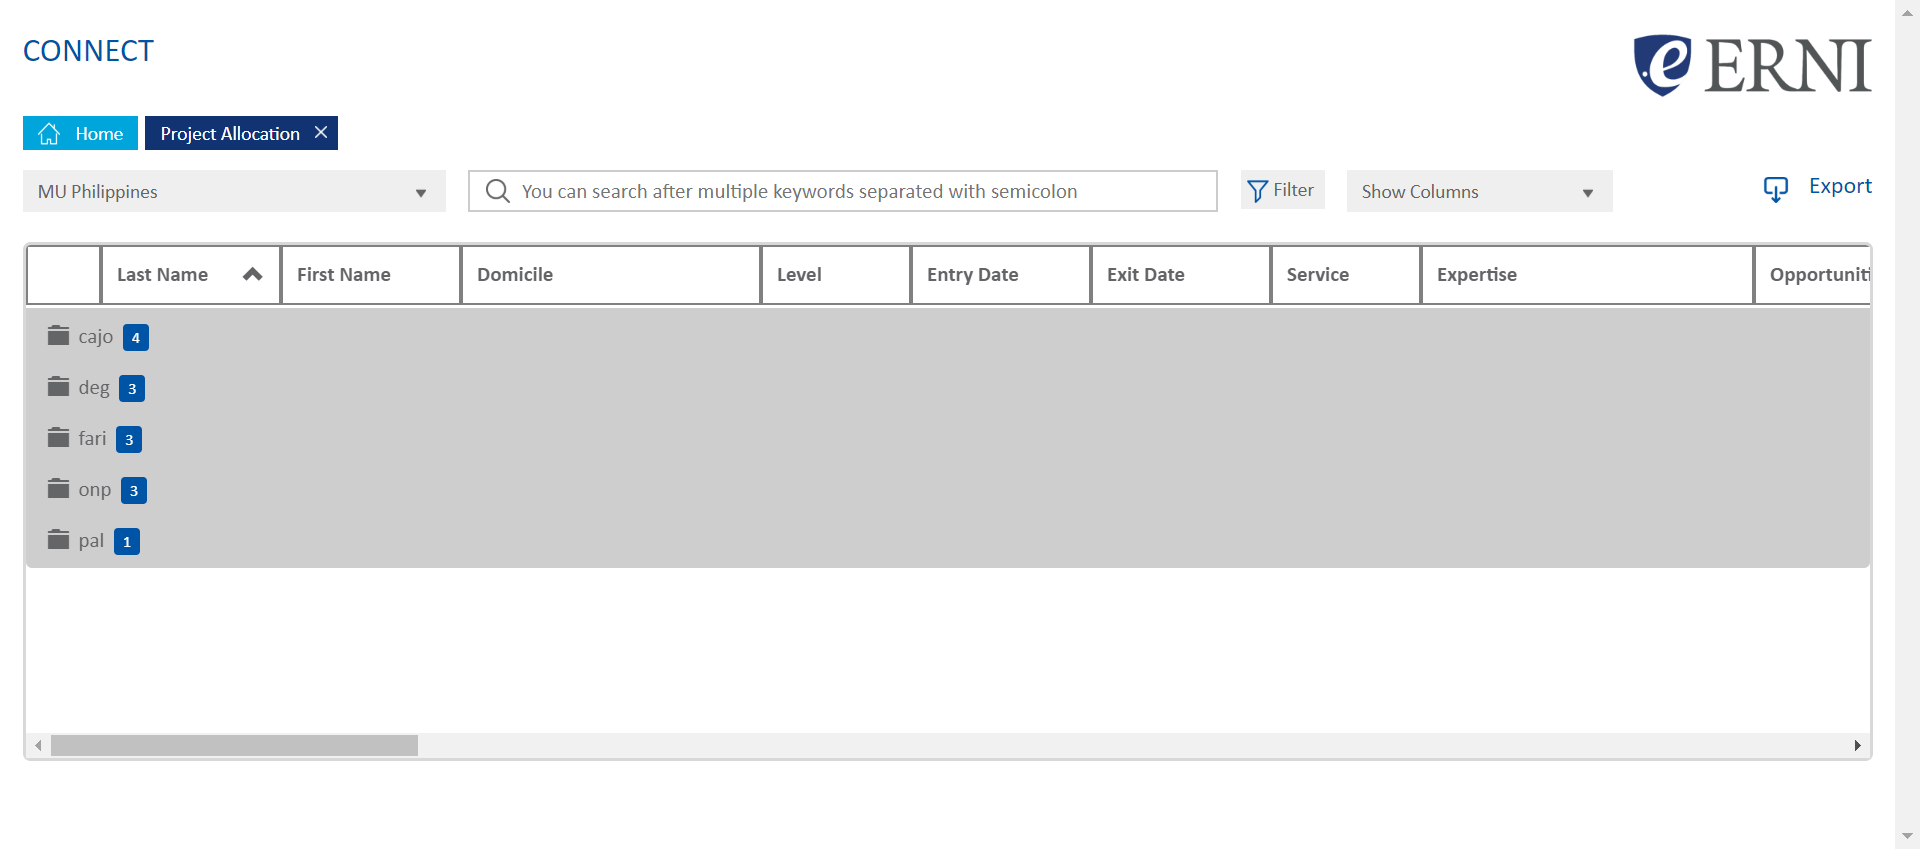 CONNECT
e ERNI
Home
Project Allocation
MU Philippines
You can search after multiple keywords separated with semicolon
Filter
Show Columns
Export
Last Name First Name Domicile Level Entry Date Exit Date Service Expertise Opportuniti
cajo 4
deg 3
fari 3
onp 3
pal 1